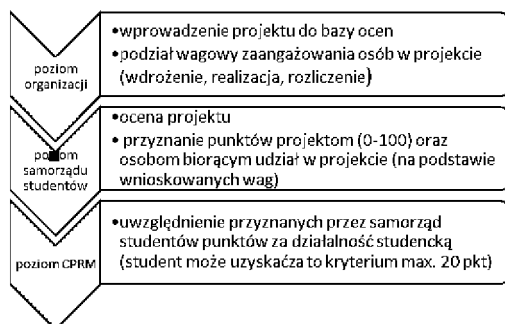 poziom
organizacji
•wprowadzenie projektu do bazy ocen
•podział wagowy zaangażowania osób w projekcie
(wdrożenie, realizacja, rozliczenie)
poziom
samorządu
studentów
•ocena projektu
• przyznanie punktów projektom (0-100) oraz
osobom biorącym udział w projekcie (na podstawie
wnioskowanych wag)
poziom CPRM
•uwzględnienie przyznanych przez samorząd
studentów punktów za działalność studencką
(student może uzyskaćza to kryterium max. 20 pkt)